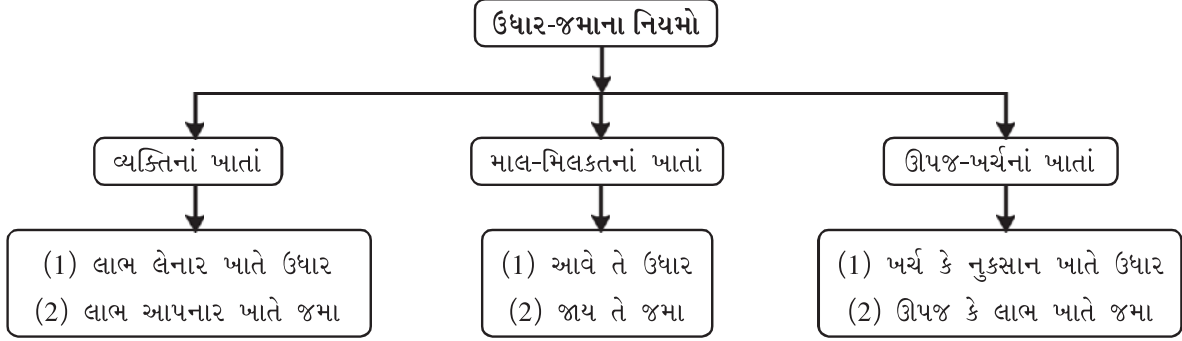 ઉધાર-જમાના નિયમો
વ્યક્તિનાં ખાતાં
માલ-મિલકતનાં ખાતાં
ઊપજ-ખર્ચનાં ખાતાં
(1) લાભ લેનાર ખાતે ઉધાર
(2) લાભ આપનાર ખાતે જમા
(1) આવે તે ઉધાર
(2) જાય તે જમા
(1) ખર્ચ કે નુકસાન ખાતે ઉધાર
(2) ઊપજ કે લાભ ખાતે જમા